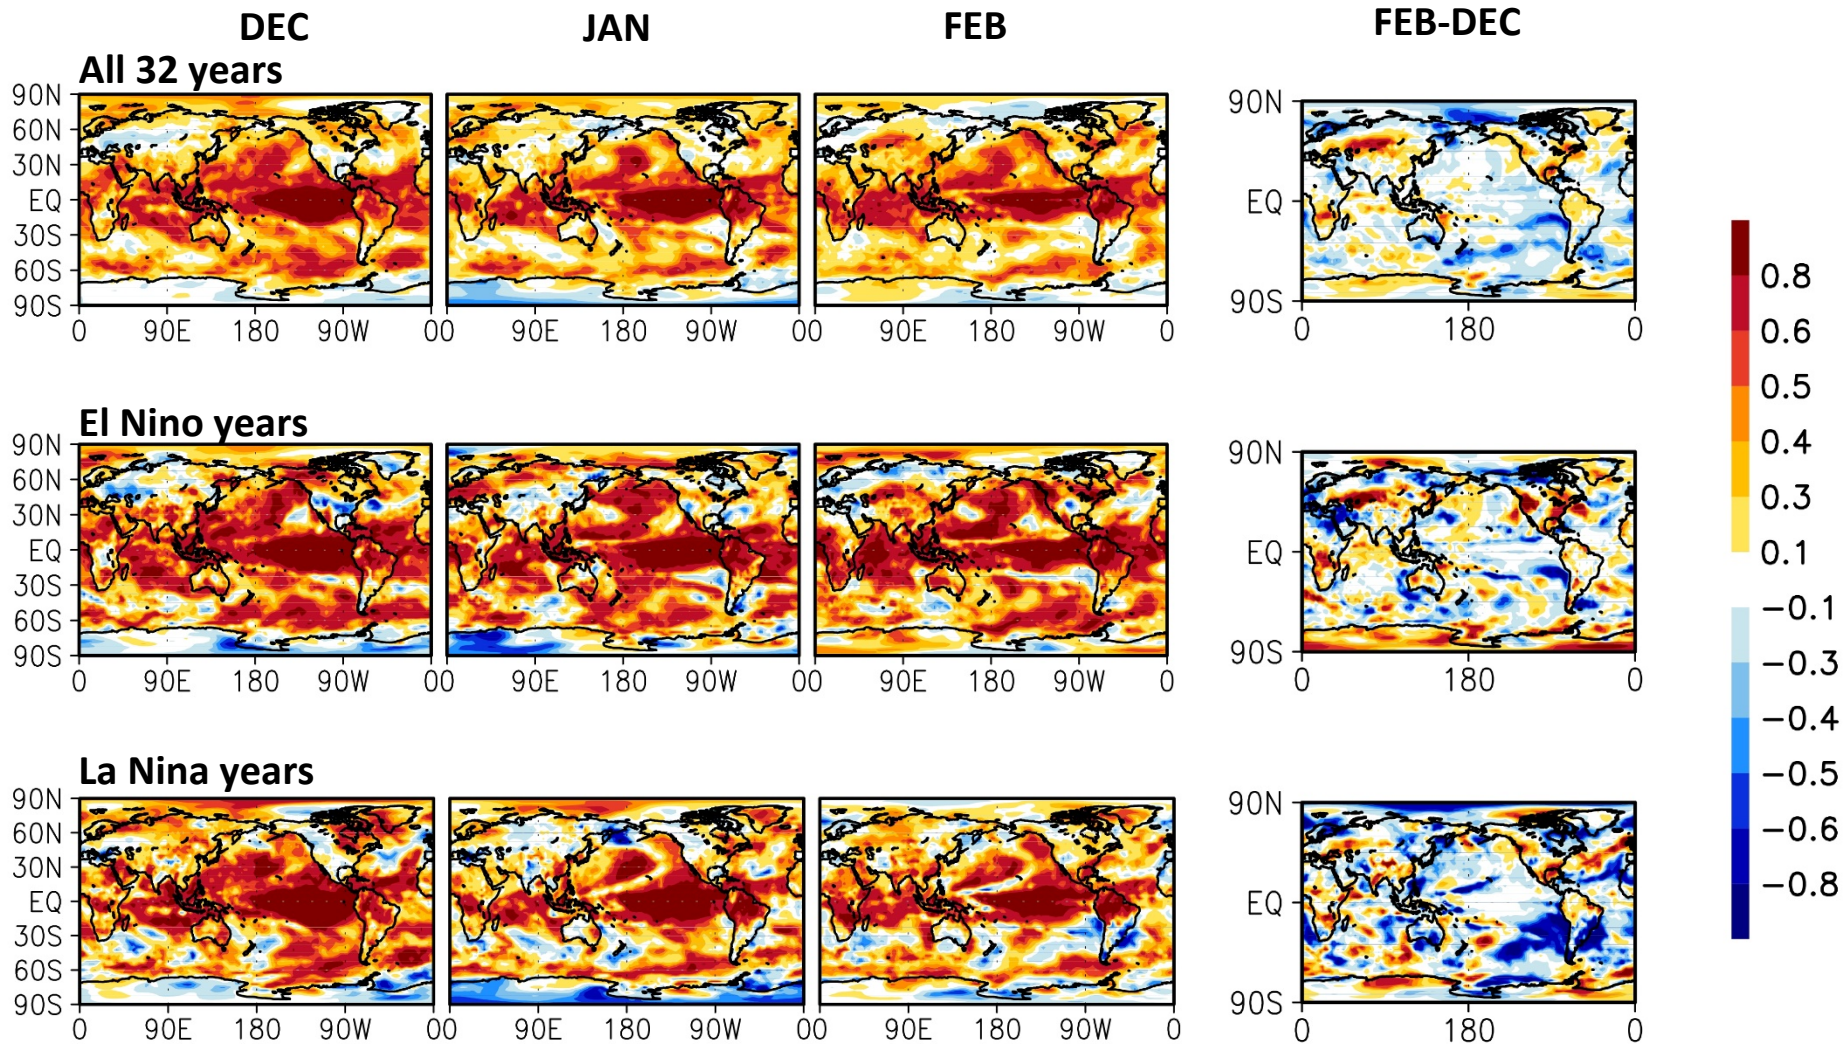 DEC JAN FEB FEB-DEC
All 32 years
90N
60N
30N
EQ
30S
60S
90S
0 90E 180 90W 00 90E 180 90W 00 90E 180 90W 0
90N
EQ
90S
0 180 0
El Nino years
90N
60N
30N
EQ
30S
60S
90S
0 90E 180 90W 00 90E 180 90W 00 90E 180 90W 0
90N
EQ
90S
0 180 0
La Nina years
90N
60N
30N
EQ
30S
60S
90S
0 90E 180 90W 00 90E 180 90W 00 90E 180 90W 0
90N
EQ
90S
0 180 0
0.8
0.6
0.5
0.4
0.3
0.1
−0.1
−0.3
−0.4
−0.5
−0.6
−0.8